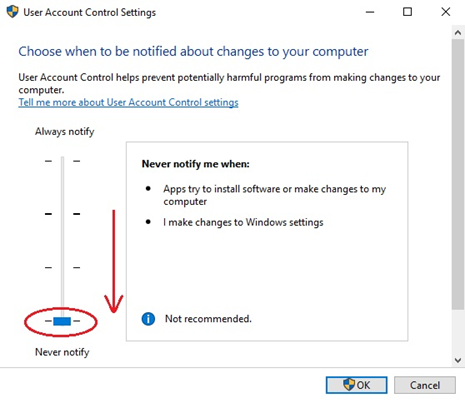 User Account Control Settings
Choose when to be notified about changes to your computer
User Account Control helps prevent potentially harmful programs from making changes to your
computer.
Tell me more about User Account Control settings
Always notify
Never notify me when:
Apps try to install software or make changes to my
computer
I make changes to Windows settings
Not recommended.
Never notify
OK
Cancel